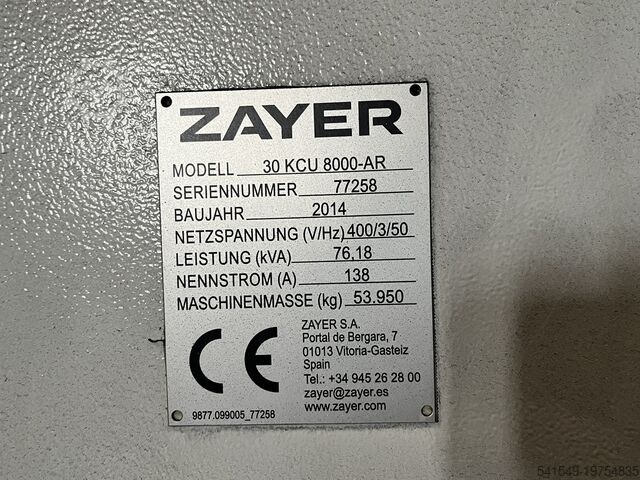 ZAYER
MODELL 30 KCU 8000-AR
SERIENNUMMER 77258
BAUJAHR 2014
NETZSPANNUNG (V/Hz) 400/3/50
LEISTUNG (kVA) 76,18
NENNSTROM (A) 138
MASCHINENMASSE (kg) 53.950
CE
ZAYER S.A.
Portal de Bergara, 7
01013 Vitoria-Gasteiz
Spain
Tel.: +34 945 26 28 00
zayer@zayer.es
www.zayer.com
9877.099005_77258
541549-19754835